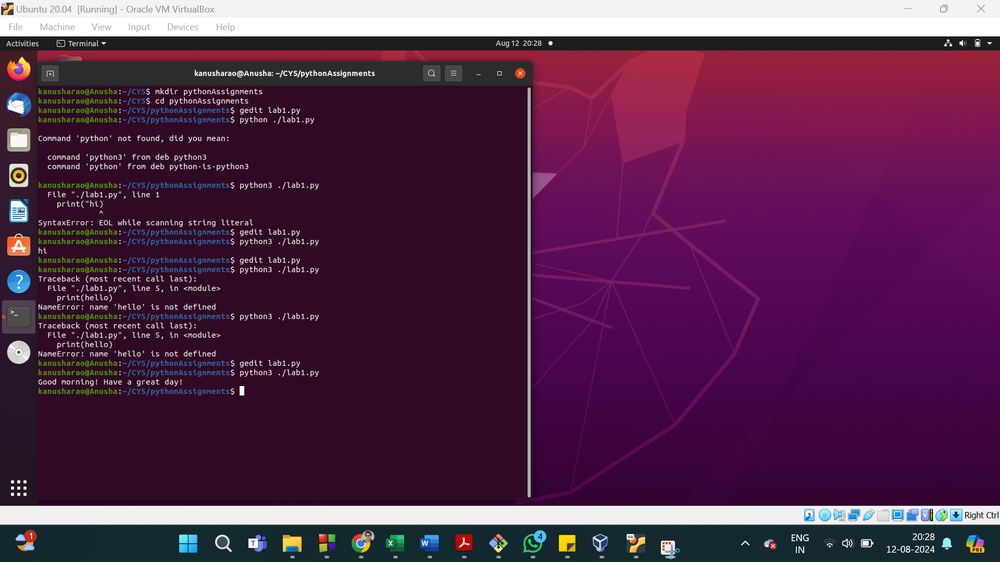 Ubuntu 20.04 [Running] - Oracle VM VirtualBox
File Machine View Input Devices Help
Activities Terminal Aug 12 20:28
kanusharao@Anusha: ~/CYS/pythonAssignments
kanusharao@Anusha:~/CYS$ mkdir pythonAssignments
kanusharao@Anusha:~/CYS$ cd pythonAssignments
kanusharao@Anusha:~/CYS/pythonAssignments$ gedit lab1.py
kanusharao@Anusha:~/CYS/pythonAssignments$ python ./lab1.py
Command 'python' not found, did you mean:
command 'python3' from deb python3
command 'python' from deb python-is-python3
kanusharao@Anusha:~/CYS/pythonAssignments$ python3 ./lab1.py
File "./lab1.py", line 1
print("hi)
^
SyntaxError: EOL while scanning string literal
kanusharao@Anusha:~/CYS/pythonAssignments$ gedit lab1.py
kanusharao@Anusha:~/CYS/pythonAssignments$ python3 ./lab1.py
hi
kanusharao@Anusha:~/CYS/pythonAssignments$ gedit lab1.py
kanusharao@Anusha:~/CYS/pythonAssignments$ python3 ./lab1.py
Traceback (most recent call last):
File "./lab1.py", line 5, in <module>
print(hello)
NameError: name 'hello' is not defined
kanusharao@Anusha:~/CYS/pythonAssignments$ python3 ./lab1.py
Traceback (most recent call last):
File "./lab1.py", line 5, in <module>
print(hello)
NameError: name 'hello' is not defined
kanusharao@Anusha:~/CYS/pythonAssignments$ gedit lab1.py
kanusharao@Anusha:~/CYS/pythonAssignments$ python3 ./lab1.py
Good morning! Have a great day!
kanusharao@Anusha:~/CYS/pythonAssignments$
Right Ctrl
1
4
64
ENG
IN
20:28
12-08-2024
PRE